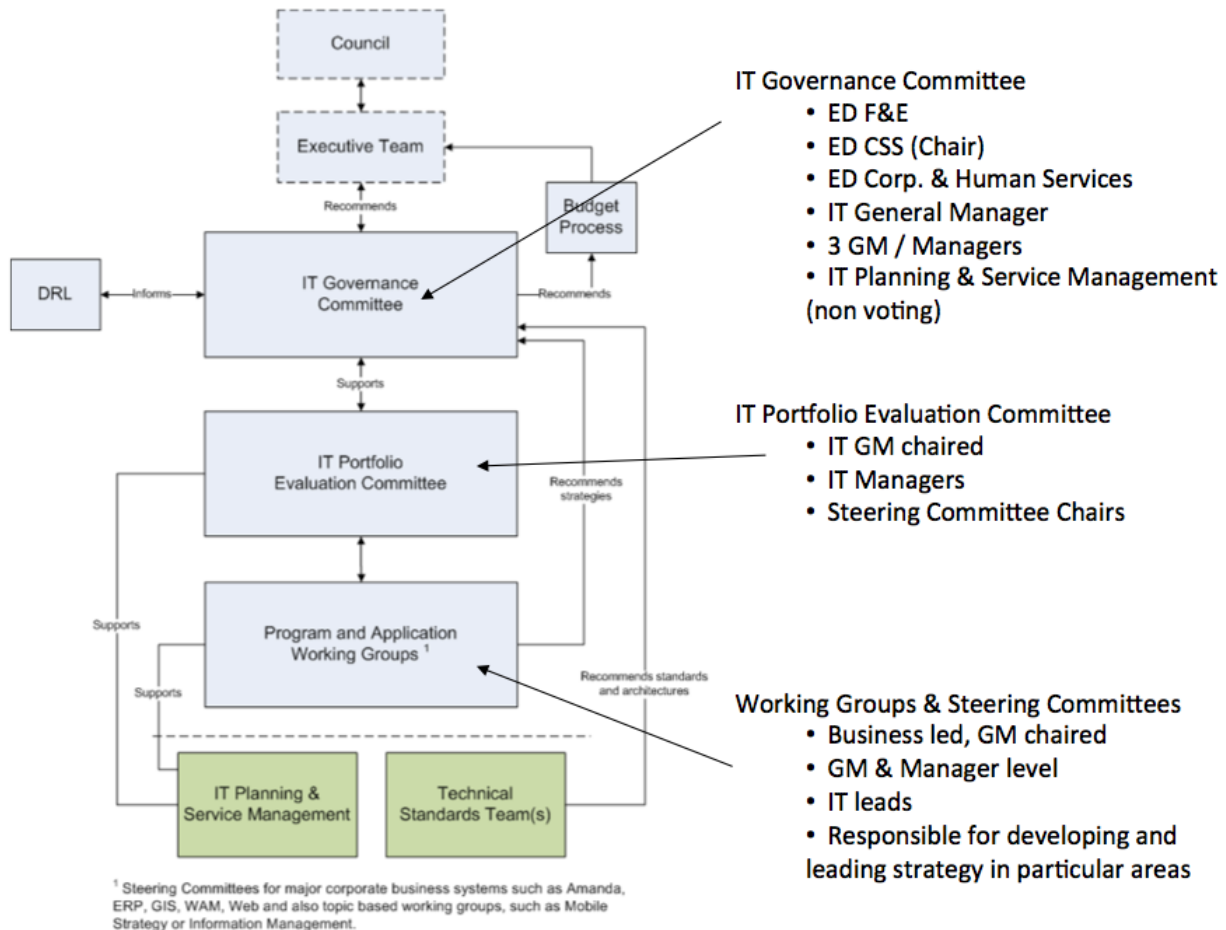 Council
Executive Team
Recommends
Budget
Process
DRL
Informs
IT Governance
Committee
Recommends
Supports
IT Portfolio
Evaluation Committee
Recommends
strategies
Supports
Program and Application
Working Groups 1
Supports
Recommends standards
and architectures
IT Planning &
Service Management
Technical
Standards Team(s)
1 Steering Committees for major corporate business systems such as Amanda,
ERP, GIS, WAM, Web and also topic based working groups, such as Mobile
Strategy or Information Management.
IT Governance Committee
• ED F&E
• ED CSS (Chair)
• ED Corp. & Human Services
• IT General Manager
• 3 GM / Managers
• IT Planning & Service Management
(non voting)
IT Portfolio Evaluation Committee
• IT GM chaired
• IT Managers
• Steering Committee Chairs
Working Groups & Steering Committees
• Business led, GM chaired
• GM & Manager level
• IT leads
• Responsible for developing and
leading strategy in particular areas